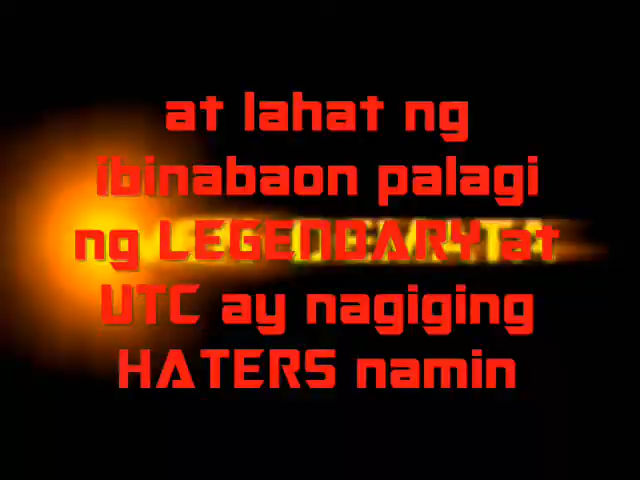 at lahat ng
ibinabaon palagi
ng LEGENDARY at
UTC ay nagiging
HATERS namin